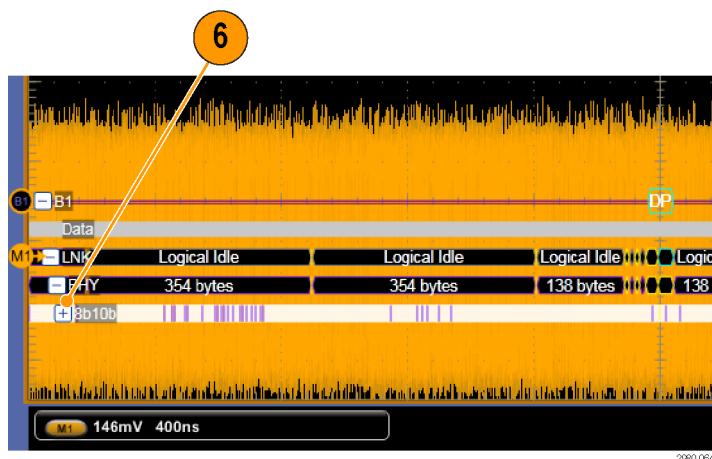 6
B1 B1 DP
Data
M1 LNK Logical Idle Logical Idle Logical Idle Logic
PHY 354 bytes 354 bytes 138 bytes 138
8b10b
M1 146mV 400ns